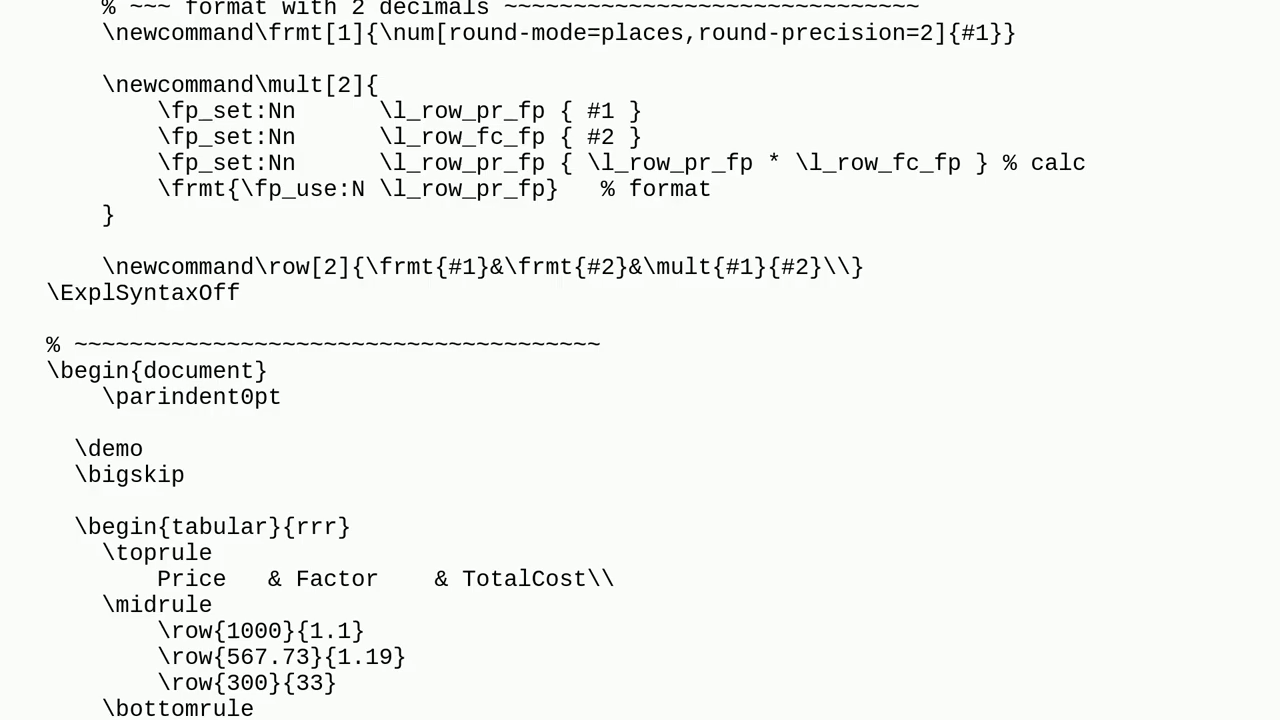 % ~~~ format with 2 decimals ~~~~~~~~~~~~~~~~~~~~~~~~~~~~~~
\newcommand\frmt[1]{\num[round-mode=places,round-precision=2]{#1}}
\newcommand\mult[2]{
\fp_set:Nn      \l_row_pr_fp { #1 }
\fp_set:Nn      \l_row_fc_fp { #2 }
\fp_set:Nn      \l_row_pr_fp { \l_row_pr_fp * \l_row_fc_fp } % calc
\frmt{\fp_use:N \l_row_pr_fp}   % format
}
\newcommand\row[2]{\frmt{#1}&\frmt{#2}&\mult{#1}{#2}\\}
\ExplSyntaxOff
% ~~~~~~~~~~~~~~~~~~~~~~~~~~~~~~~~~~~~~~
\begin{document}
\parindent0pt
\demo
\bigskip
\begin{tabular}{rrr}
\toprule
Price   & Factor    & TotalCost\\
\midrule
\row{1000}{1.1}
\row{567.73}{1.19}
\row{300}{33}
\bottomrule